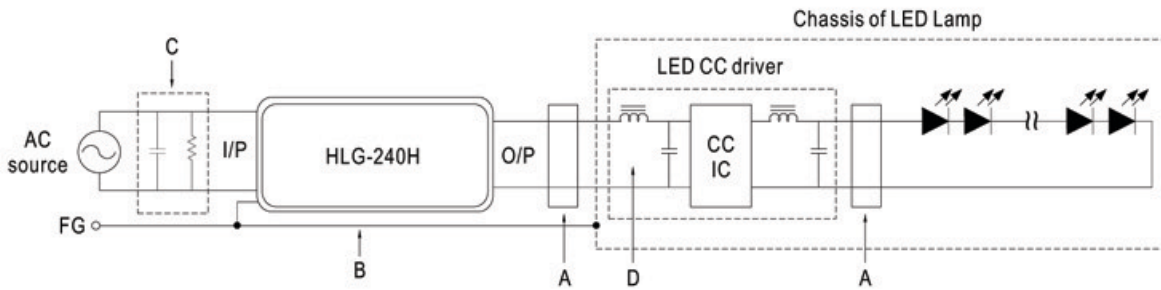 Chassis of LED Lamp
C
LED CC driver
AC
source
I/P
HLG-240H
O/P
CC
IC
FG
B
A
D
A